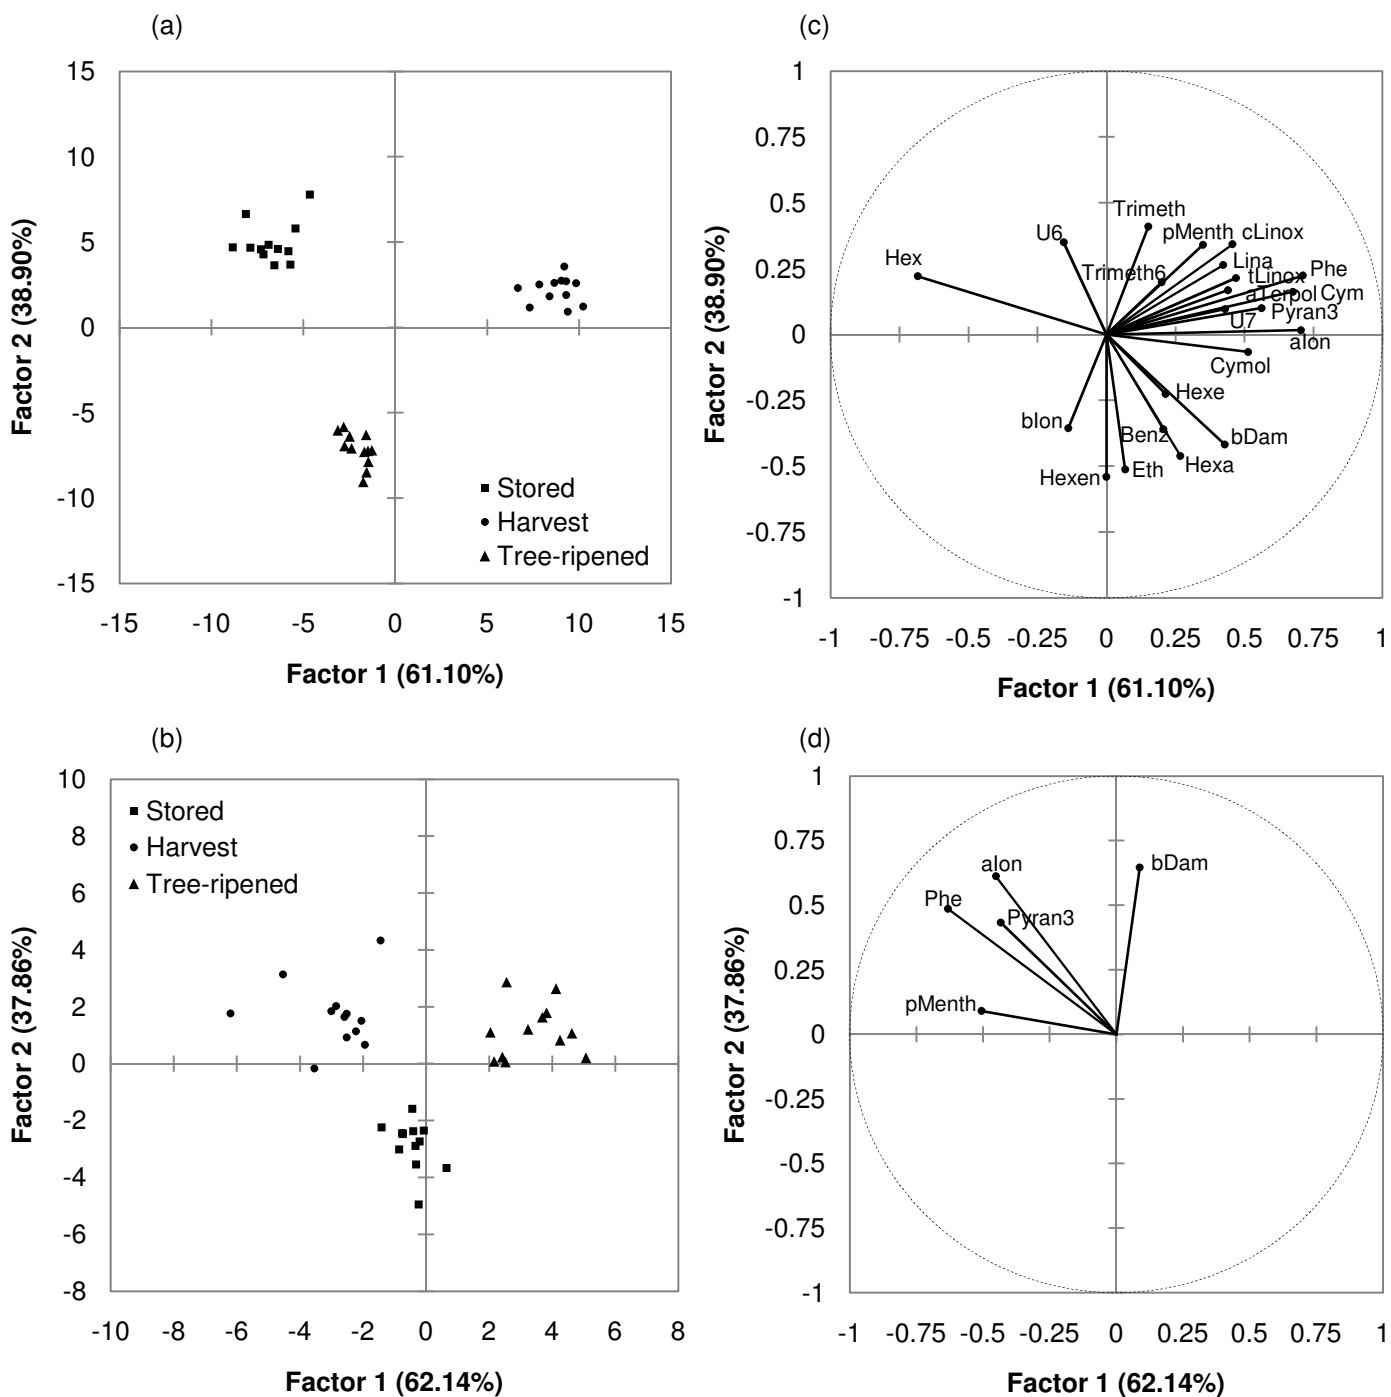 (a)
15
10
5
0
-5
-10
-15
-15 -10 -5 0 5 10 15
Factor 2 (38.90%)
Factor 1 (61.10%)
Stored
Harvest
Tree-ripened
(c)
1
0.75
0.5
0.25
0
-0.25
-0.5
-0.75
-1
-1 -0.75 -0.5 -0.25 0 0.25 0.5 0.75 1
Factor 2 (38.90%)
Factor 1 (61.10%)
Trimeth
U6
pMenth cLinox
Hex
Lina
Trimeth6
tLinox
Phe
aTerpol
Cym
Pyran3
U7
aIon
Cymol
Hexe
bIon
Benz
bDam
Hexen
Eth
Hexa
(b)
10
8
6
4
2
0
-2
-4
-6
-8
-10 -8 -6 -4 -2 0 2 4 6 8
Factor 2 (37.86%)
Factor 1 (62.14%)
Stored
Harvest
Tree-ripened
(d)
1
0.75
0.5
0.25
0
-0.25
-0.5
-0.75
-1
-1 -0.75 -0.5 -0.25 0 0.25 0.5 0.75 1
Factor 2 (37.86%)
Factor 1 (62.14%)
aIon
bDam
Phe
Pyran3
pMenth